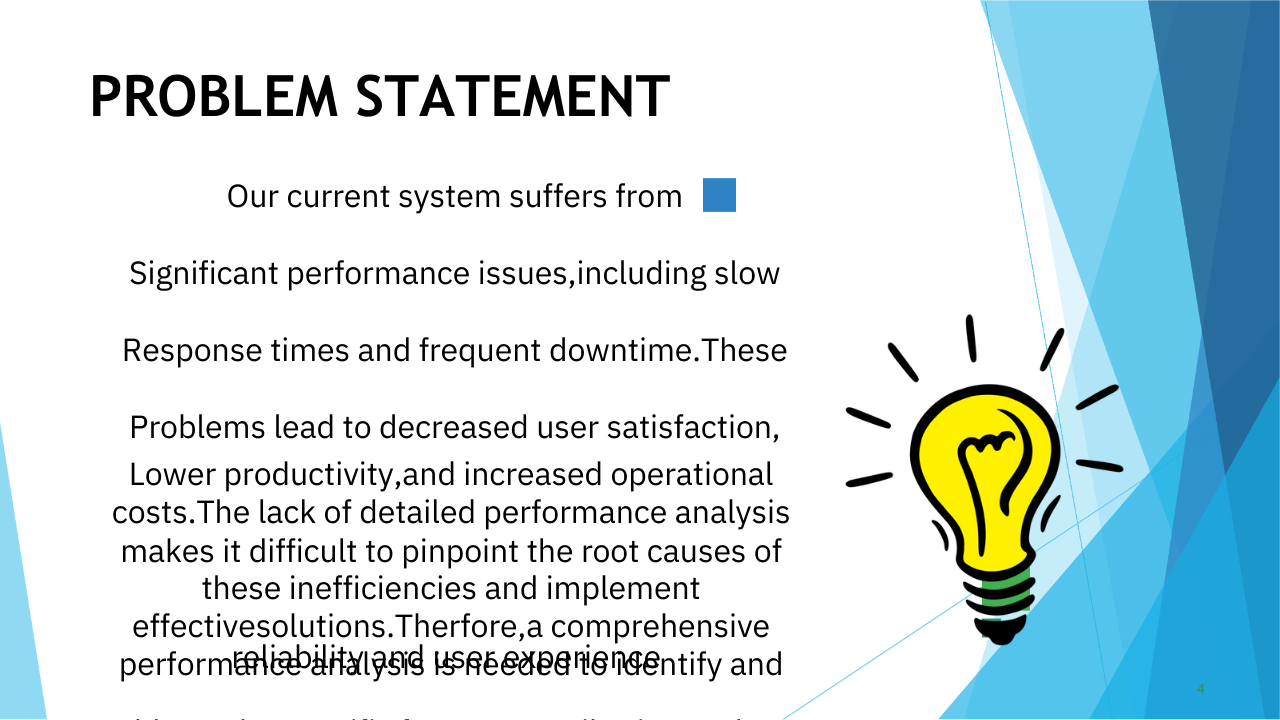 PROBLEM STATEMENT
Our current system suffers from
Significant performance issues,including slow
Response times and frequent downtime.These
Problems lead to decreased user satisfaction,
Lower productivity,and increased operational
costs.The lack of detailed performance analysis
makes it difficult to pinpoint the root causes of
these inefficiencies and implement
effectivesolutions.Therfore,a comprehensive
performance analysis is needed to identify and
reliability and user experience
4